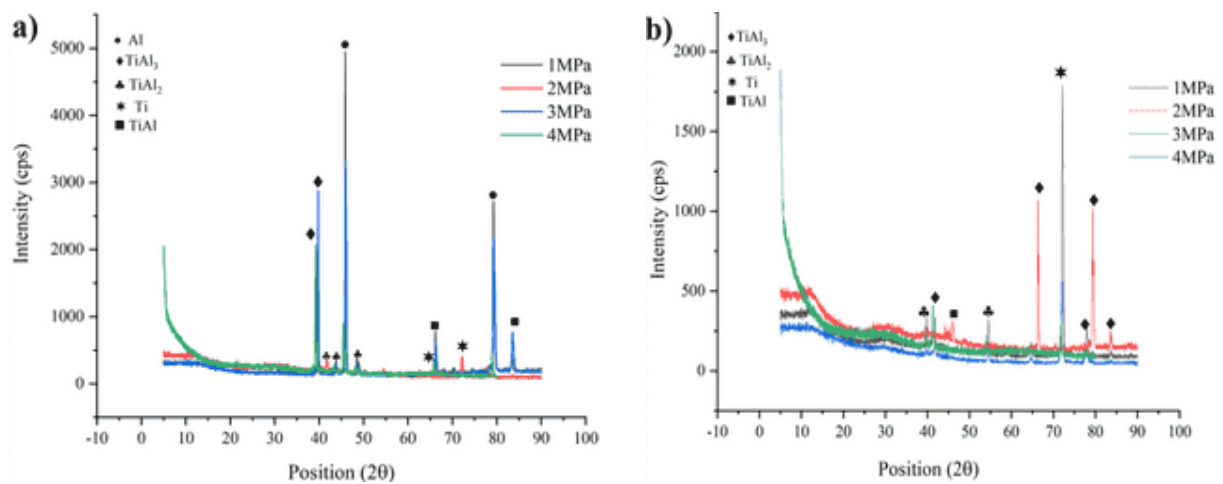 a)
Al
TiAl3
TiAl2
Ti
TiAl
1MPa
2MPa
3MPa
4MPa
5000
4000
3000
2000
1000
0
-10 0 10 20 30 40 50 60 70 80 90 100
Intensity (cps)
Position (2θ)
b)
TiAl3
TiAl2
Ti
TiAl
1MPa
2MPa
3MPa
4MPa
2000
1500
1000
500
0
-10 0 10 20 30 40 50 60 70 80 90 100
Intensity (cps)
Position (2θ)